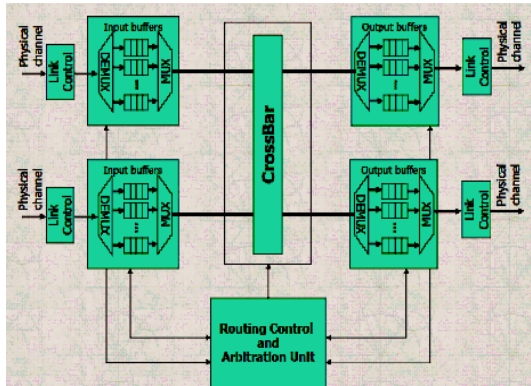 Physical
channel
Link
Control
Input buffers
DEMUX
...
MUX
CrossBar
Output buffers
DEMUX
...
MUX
Link
Control
Physical
channel
Physical
channel
Link
Control
Input buffers
DEMUX
...
MUX
Output buffers
DEMUX
...
MUX
Link
Control
Physical
channel
Routing Control
and
Arbitration Unit